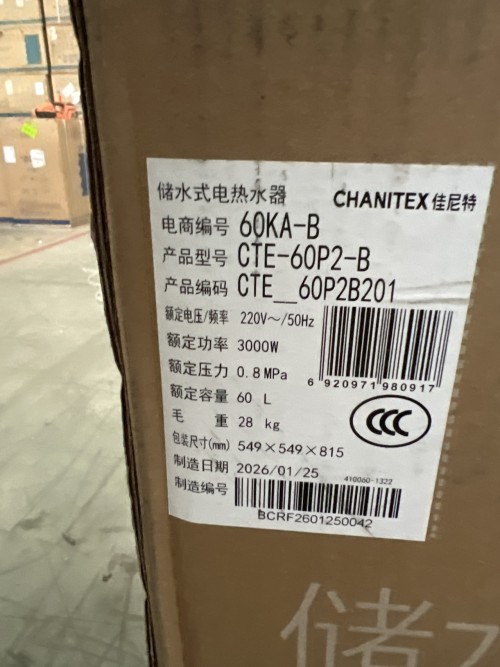 储水式电热水器 CHANITEX 佳尼特
电商编号 60KA-B
产品型号 CTE-60P2-B
产品编码 CTE__60P2B201
额定电压/频率 220V～/50Hz
额定功率 3000W
额定压力 0.8MPa
6 920971 980917
额定容量 60 L
毛 重 28 kg
CCC
包装尺寸(mm) 549×549×815
制造日期 2026/01/25
410060-1322
制造编号
BCRF2601250042
储水